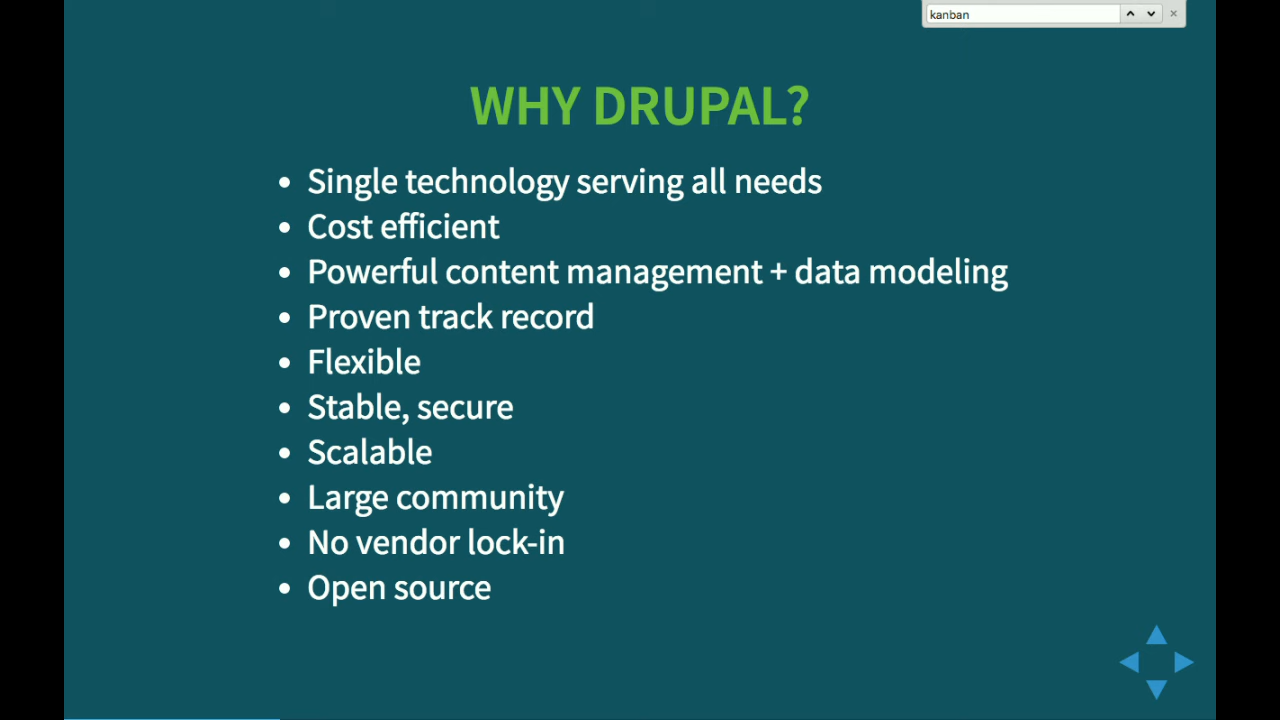 kanban
WHY DRUPAL?
• Single technology serving all needs
• Cost efficient
• Powerful content management + data modeling
• Proven track record
• Flexible
• Stable, secure
• Scalable
• Large community
• No vendor lock-in
• Open source